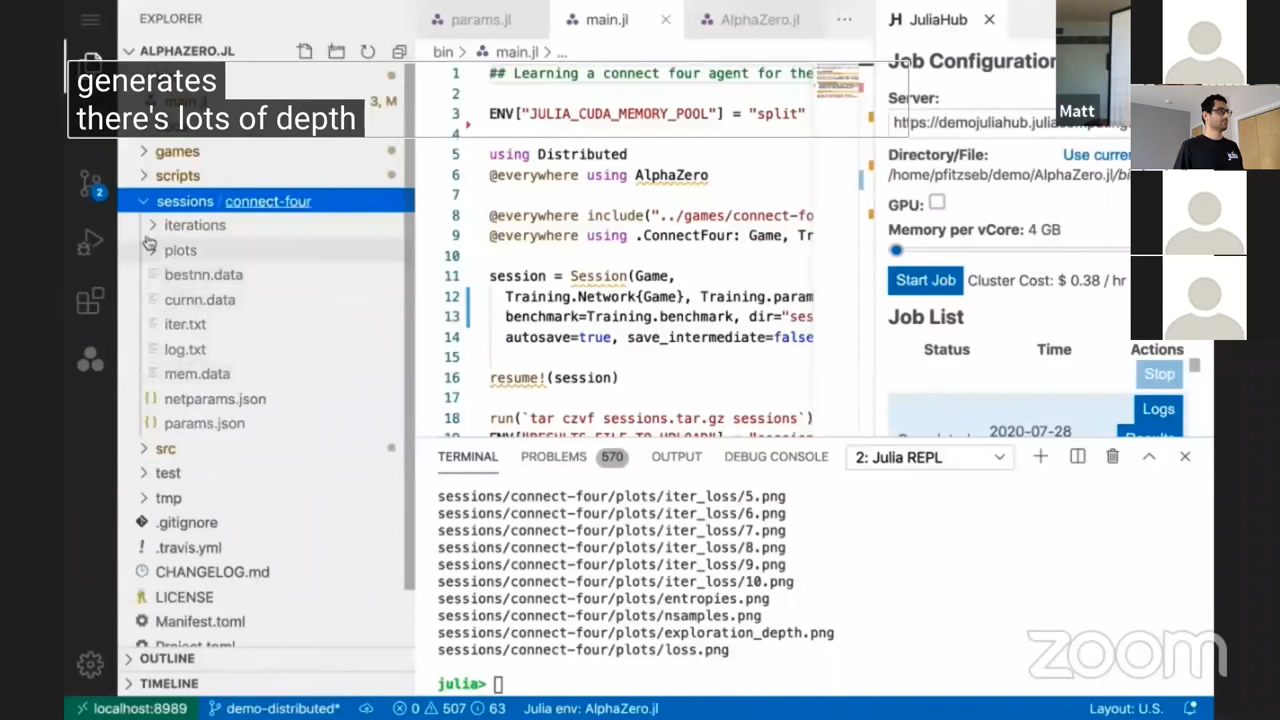 EXPLORER
ALPHAZERO.JL
generates
there's lots of depth
3, M
games
scripts
sessions / connect-four
iterations
plots
bestnn.data
curnn.data
iter.txt
log.txt
mem.data
netparams.json
params.json
src
test
tmp
.gitignore
.travis.yml
CHANGELOG.md
LICENSE
Manifest.toml
Project.toml
OUTLINE
TIMELINE
params.jl
main.jl
AlphaZero.jl
bin > main.jl > ...
1 ## Learning a connect four agent for the
2
3 ENV["JULIA_CUDA_MEMORY_POOL"] = "split"
4
5 using Distributed
6 @everywhere using AlphaZero
7
8 @everywhere include("../games/connect-fo
9 @everywhere using .ConnectFour: Game, Tr
10
11 session = Session(Game,
12 Training.Network{Game}, Training.param
13 benchmark=Training.benchmark, dir="ses
14 autosave=true, save_intermediate=false
15
16 resume!(session)
17
18 run(`tar czvf sessions.tar.gz sessions`)
JuliaHub
Job Configuration
Server:
https://demojuliahub.juliacomputing
Directory/File:
Use curre
/home/pfitzseb/demo/AlphaZero.jl/bi
GPU:
Memory per vCore: 4 GB
Start Job
Cluster Cost: $ 0.38 / hr
Job List
Status Time Actions
Stop
Logs
2020-07-28
Results
Matt
TERMINAL PROBLEMS 570 OUTPUT DEBUG CONSOLE 2: Julia REPL
sessions/connect-four/plots/iter_loss/5.png
sessions/connect-four/plots/iter_loss/6.png
sessions/connect-four/plots/iter_loss/7.png
sessions/connect-four/plots/iter_loss/8.png
sessions/connect-four/plots/iter_loss/9.png
sessions/connect-four/plots/iter_loss/10.png
sessions/connect-four/plots/entropies.png
sessions/connect-four/plots/nsamples.png
sessions/connect-four/plots/exploration_depth.png
sessions/connect-four/plots/loss.png
julia>
zoom
2
localhost:8989 demo-distributed* 0 507 63 Julia env: AlphaZero.jl Layout: U.S.